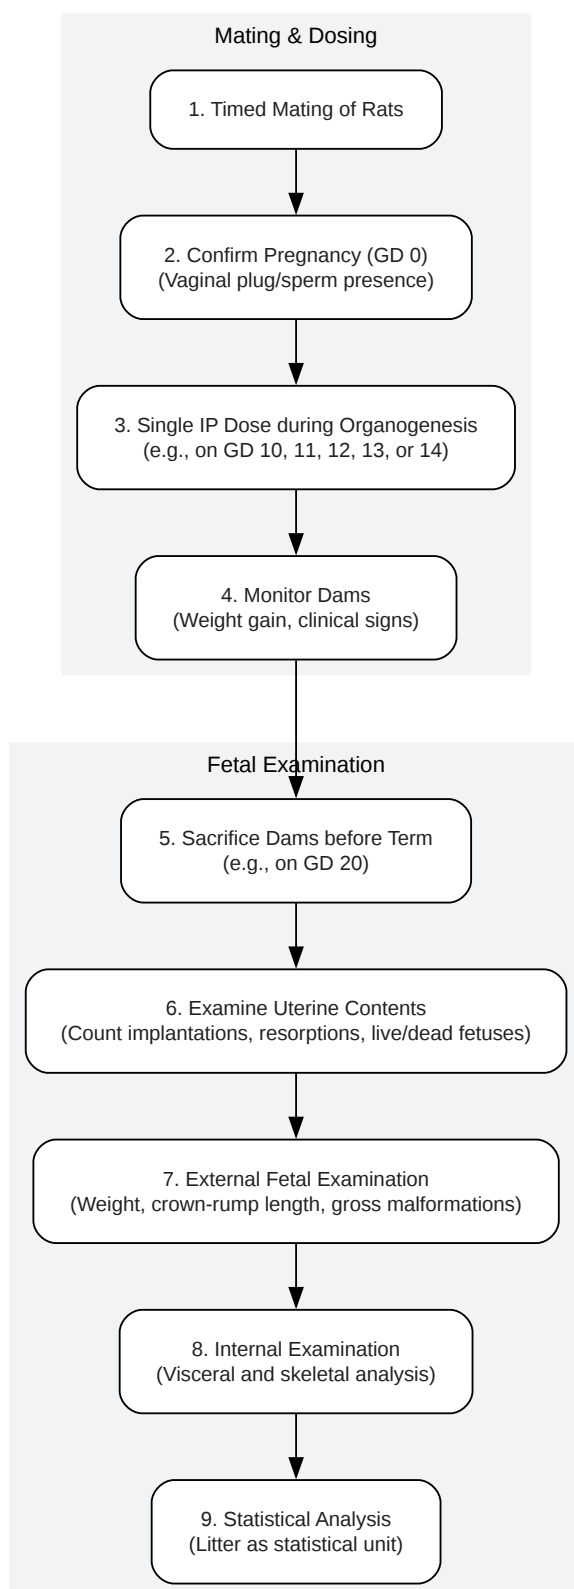 Mating & Dosing
1. Timed Mating of Rats
2. Confirm Pregnancy (GD 0)
(Vaginal plug/sperm presence)
3. Single IP Dose during Organogenesis
(e.g., on GD 10, 11, 12, 13, or 14)
4. Monitor Dams
(Weight gain, clinical signs)
Fetal Examination
5. Sacrifice Dams before Term
(e.g., on GD 20)
6. Examine Uterine Contents
(Count implantations, resorptions, live/dead fetuses)
7. External Fetal Examination
(Weight, crown-rump length, gross malformations)
8. Internal Examination
(Visceral and skeletal analysis)
9. Statistical Analysis
(Litter as statistical unit)